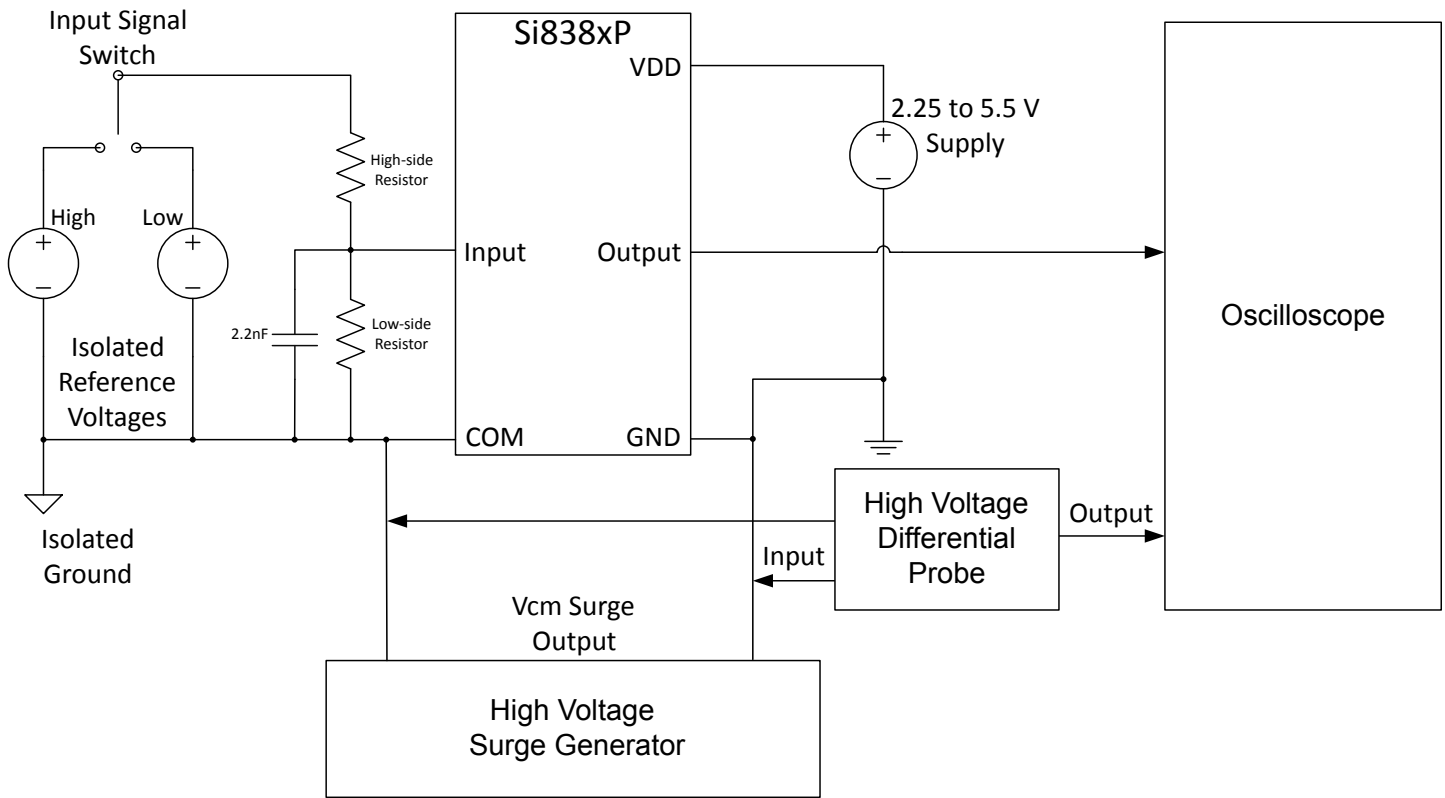 Input Signal
Switch
Si838xP
VDD
2.25 to 5.5 V
+
Supply
−
High-side
Resistor
High
Low
+
+
−
−
Input
Output
Oscilloscope
2.2nF
Low-side
Resistor
Isolated
Reference
Voltages
COM
GND
Isolated
Ground
High Voltage
Differential
Probe
Output
Input
Vcm Surge
Output
High Voltage
Surge Generator